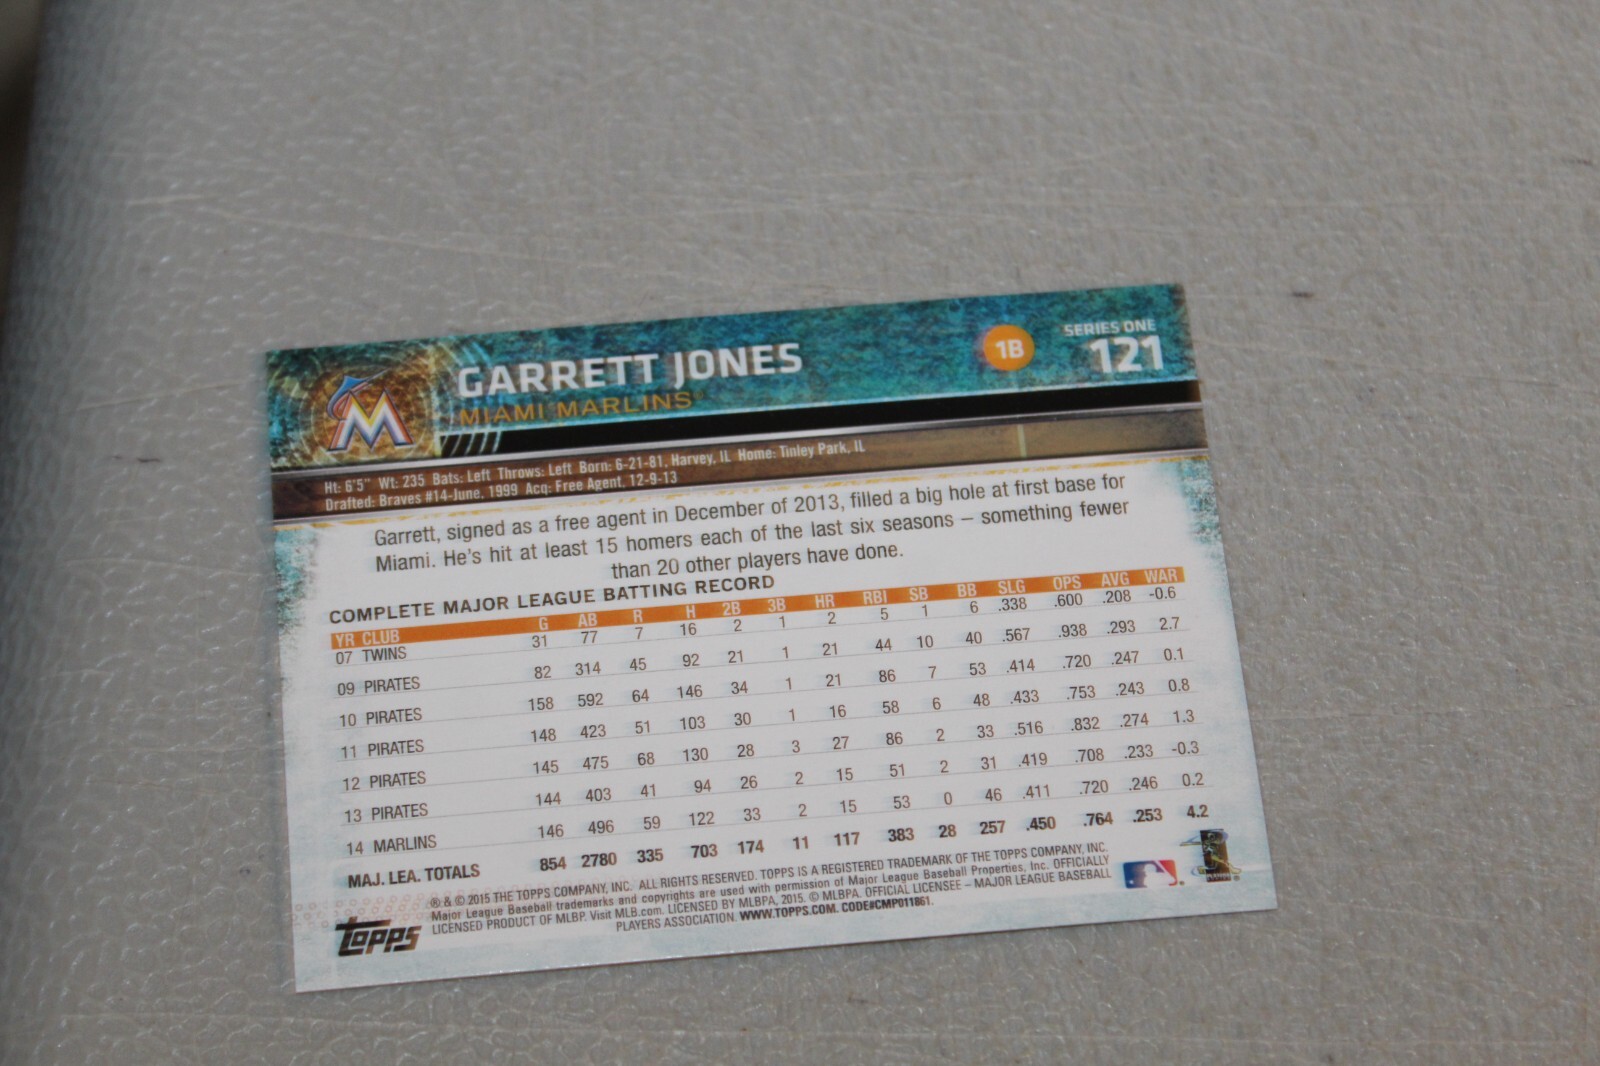 GARRETT JONES
MIAMI MARLINS®
1B
SERIES ONE
121
M
Ht: 6'5" Wt: 235 Bats: Left Throws: Left Born: 6-21-81, Harvey, IL Home: Tinley Park, IL
Drafted: Braves #14-June, 1999 Acq: Free Agent, 12-9-13
Garrett, signed as a free agent in December of 2013, filled a big hole at first base for
Miami. He's hit at least 15 homers each of the last six seasons – something fewer
than 20 other players have done.
COMPLETE MAJOR LEAGUE BATTING RECORD
YR CLUB G AB R H 2B 3B HR RBI SB BB SLG OPS AVG WAR
07 TWINS 31 77 7 16 2 1 2 5 1 6 .338 .600 .208 -0.6
09 PIRATES 82 314 45 92 21 1 21 44 10 40 .567 .938 .293 2.7
10 PIRATES 158 592 64 146 34 1 21 86 7 53 .414 .720 .247 0.1
11 PIRATES 148 423 51 103 30 1 16 58 6 48 .433 .753 .243 0.8
12 PIRATES 145 475 68 130 28 3 27 86 2 33 .516 .832 .274 1.3
13 PIRATES 144 403 41 94 26 2 15 51 2 31 .419 .708 .233 -0.3
14 MARLINS 146 496 59 122 33 2 15 53 0 46 .411 .720 .246 0.2
MAJ. LEA. TOTALS 854 2780 335 703 174 11 117 383 28 257 .450 .764 .253 4.2
® & © 2015 THE TOPPS COMPANY, INC. ALL RIGHTS RESERVED. TOPPS IS A REGISTERED TRADEMARK OF THE TOPPS COMPANY, INC.
Major League Baseball trademarks and copyrights are used with permission of Major League Baseball Properties, Inc. OFFICIALLY
LICENSED PRODUCT OF MLBP. Visit MLB.com. LICENSED BY MLBPA, 2015. © MLBPA. OFFICIAL LICENSEE – MAJOR LEAGUE BASEBALL
PLAYERS ASSOCIATION. WWW.TOPPS.COM. CODE#CMP011861.
topps